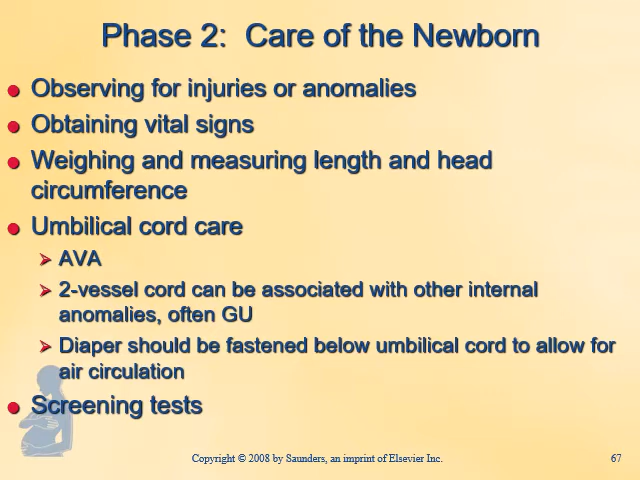 Phase 2:  Care of the Newborn
● Observing for injuries or anomalies
● Obtaining vital signs
● Weighing and measuring length and head
circumference
● Umbilical cord care
➢ AVA
➢ 2-vessel cord can be associated with other internal
anomalies, often GU
➢ Diaper should be fastened below umbilical cord to allow for
air circulation
● Screening tests
Copyright © 2008 by Saunders, an imprint of Elsevier Inc.
67